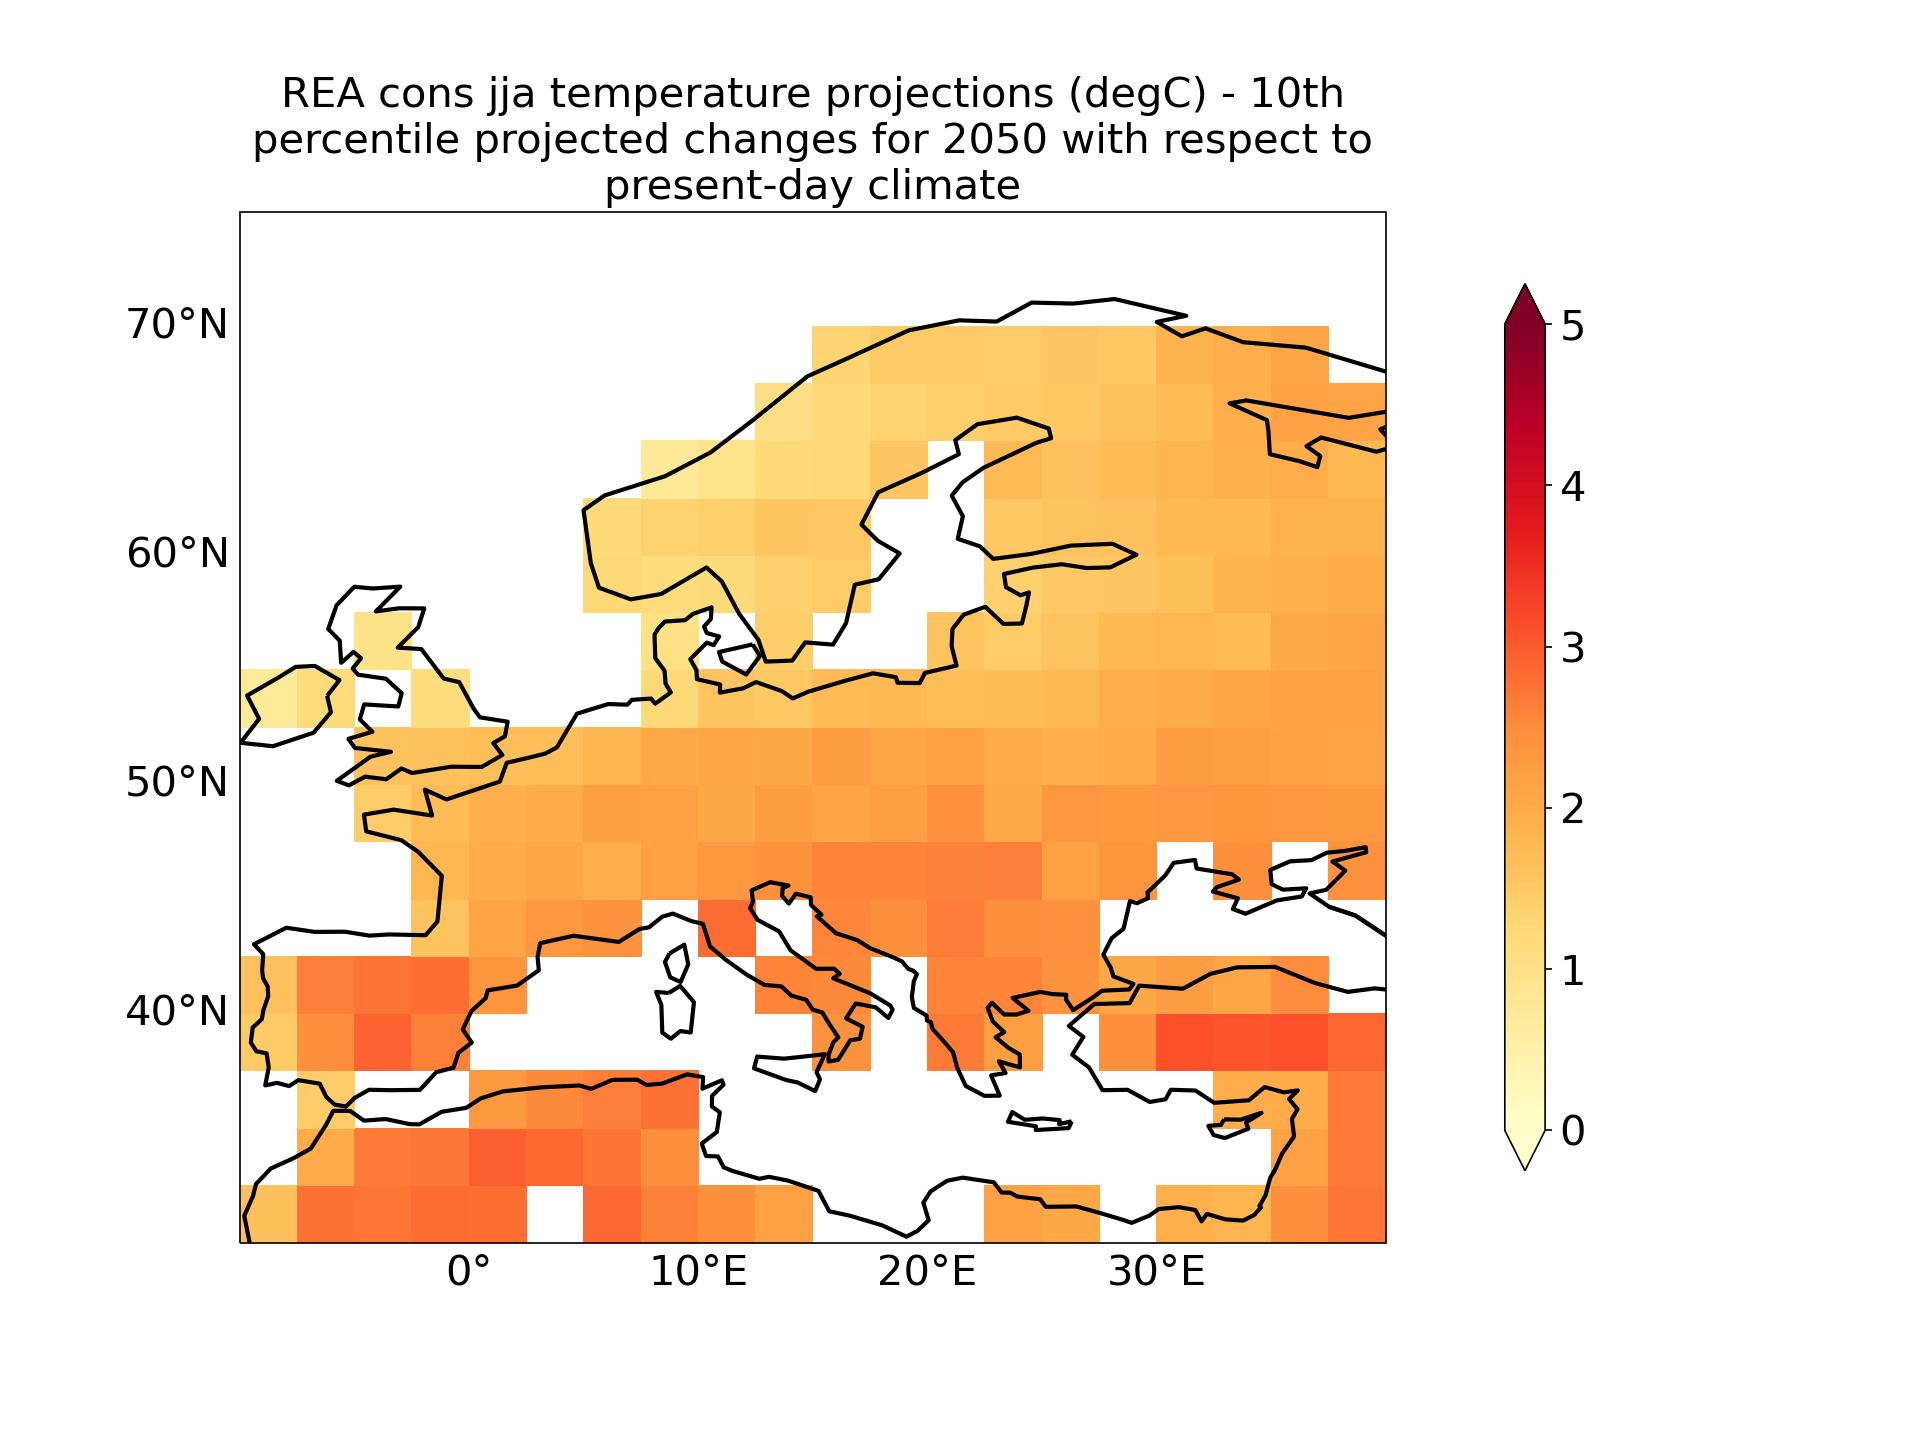 REA cons jja temperature projections (degC) - 10th
percentile projected changes for 2050 with respect to
present-day climate
70°N
60°N
50°N
40°N
0°
10°E
20°E
30°E
5
4
3
2
1
0